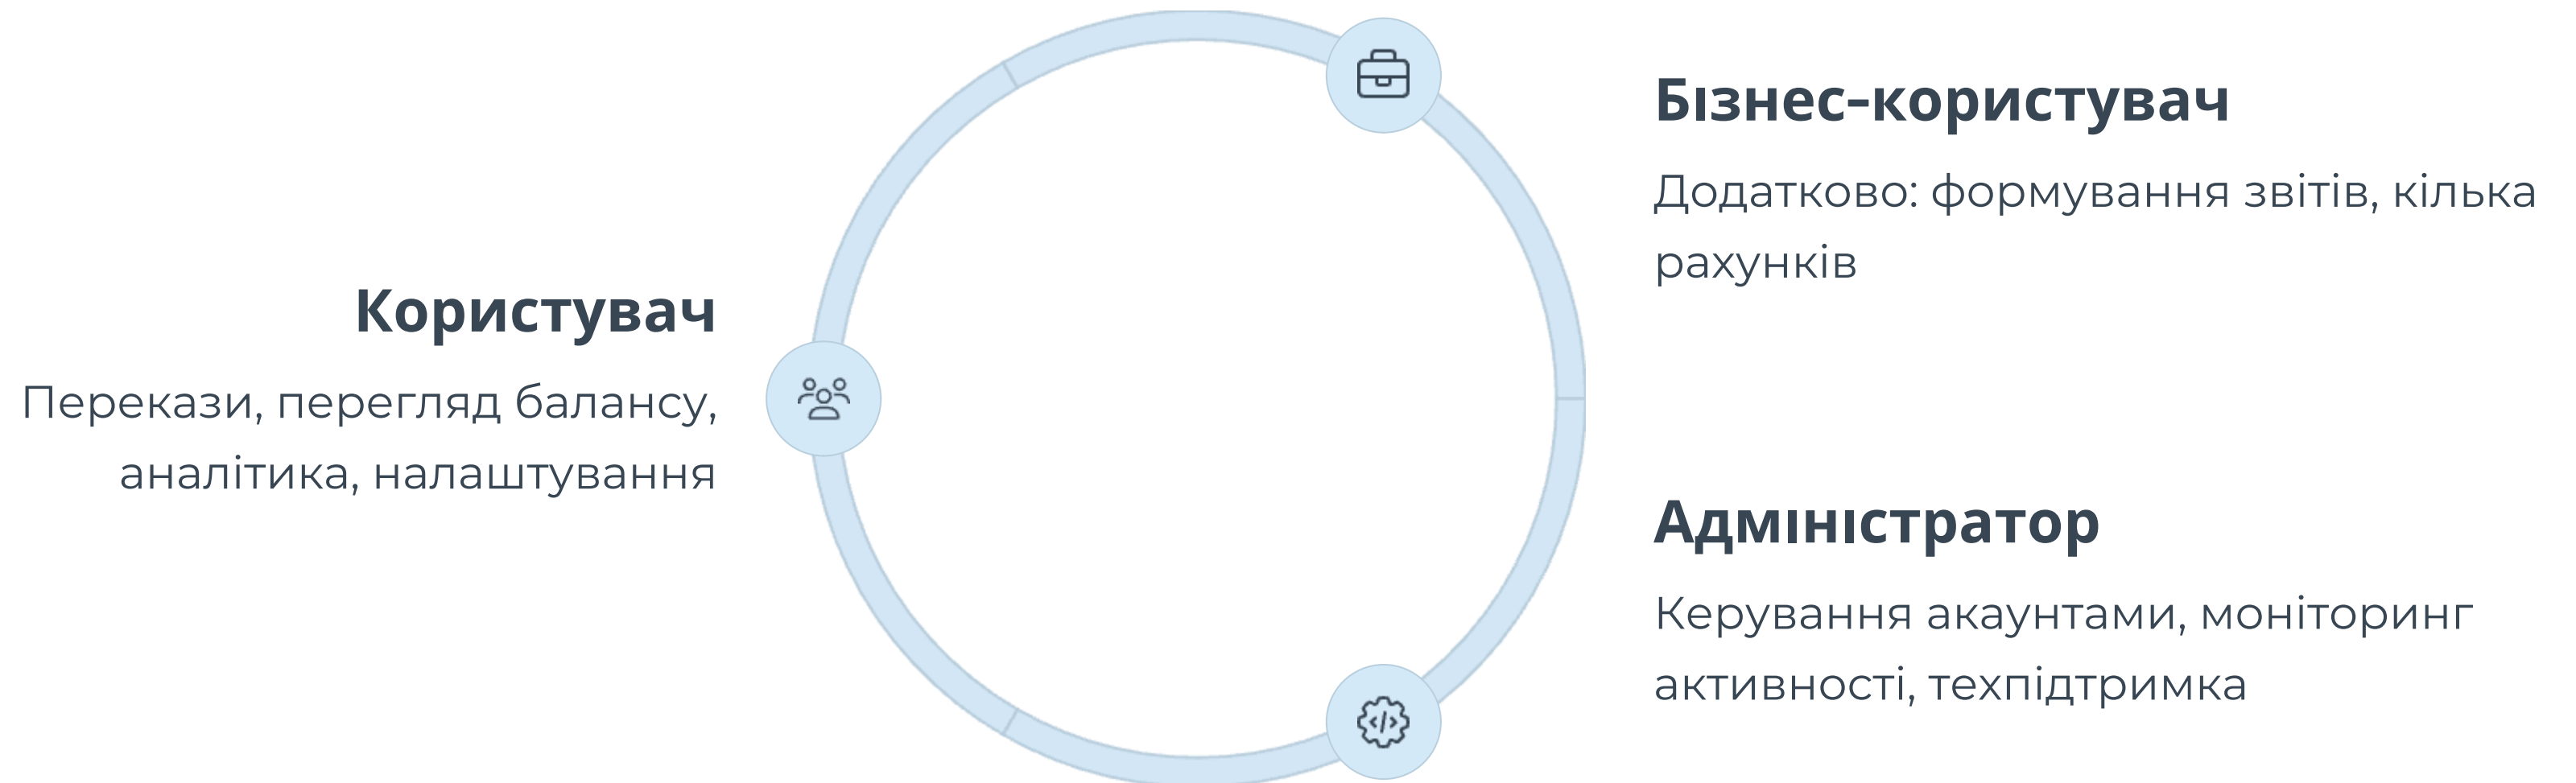 Бізнес-користувач
Додатково: формування звітів, кілька
рахунків
Користувач
Перекази, перегляд балансу,
аналітика, налаштування
Адміністратор
Керування акаунтами, моніторинг
активності, техпідтримка